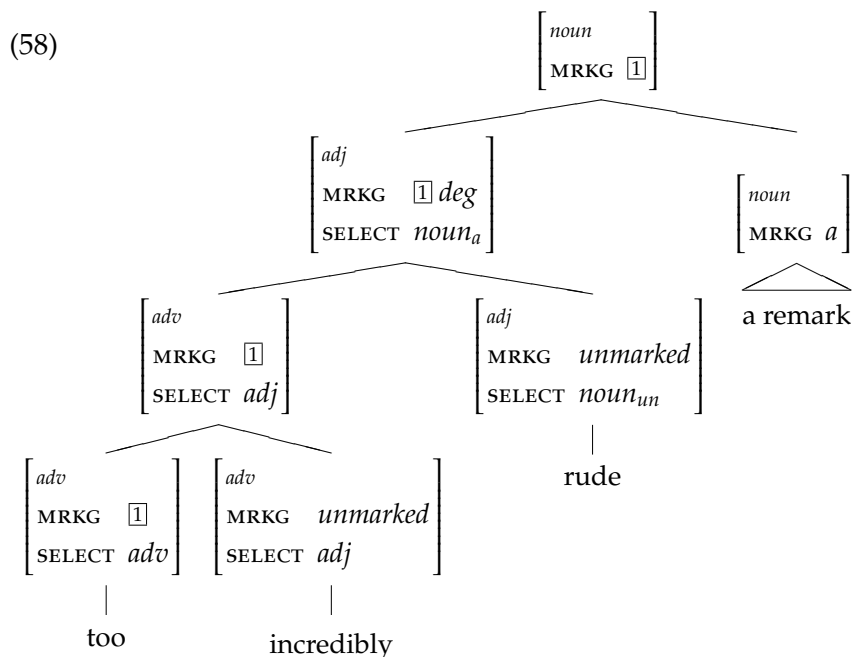 (58)
noun
MRKG 1
adj
MRKG 1 deg
SELECT noun_a
noun
MRKG a
a remark
adv
MRKG 1
SELECT adj
adj
MRKG unmarked
SELECT noun_un
rude
adv
MRKG 1
SELECT adv
too
adv
MRKG unmarked
SELECT adj
incredibly